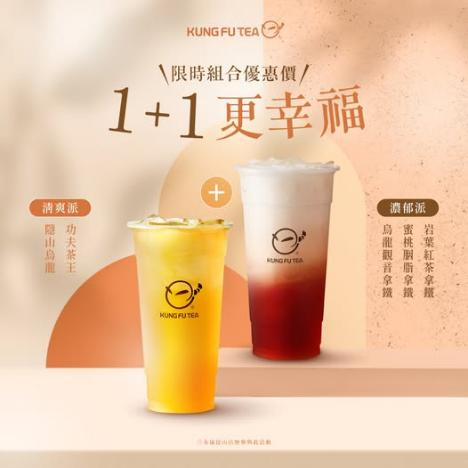 KUNG FU TEA
限時組合優惠價
1+1更幸福
+
清爽派
功夫茶王
隱山烏龍
濃郁派
岩葉紅茶拿鐵
蜜桃胭脂拿鐵
烏龍觀音拿鐵
KUNG FU TEA
KUNG FU TEA